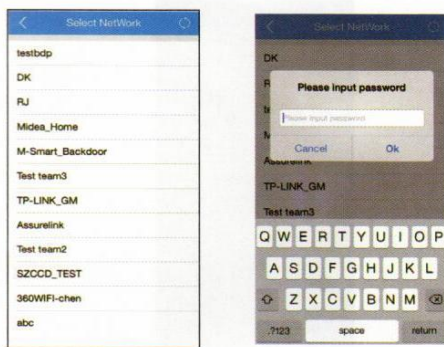 Select NetWork
testbdp
DK
RJ
Midea_Home
M-Smart_Backdoor
Test team3
TP-LINK_GM
Assurelink
Test team2
SZCCD_TEST
360WIFI-chen
abc
Select NetWork
DK
Please input password
Please input password
Cancel
Ok
Assurelink
TP-LINK_GM
Test team3
Q W E R T Y U I O P
A S D F G H J K L
Z X C V B N M
.?123
space
return